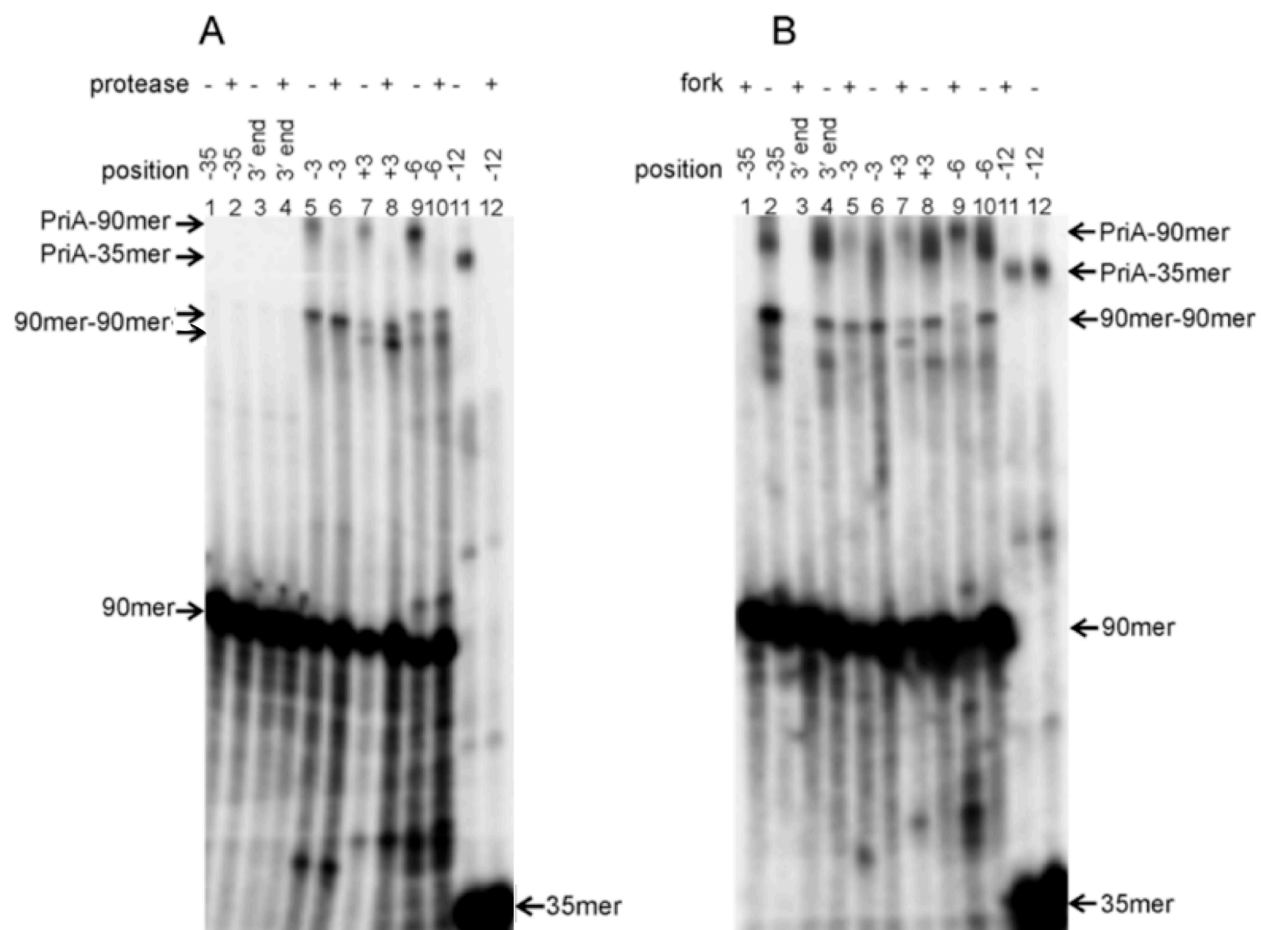 A
protease - + - + - + - + - + - +
position -35 -35 3' end 3' end -3 -3 +3 +3 -6 -6 -12 -12
1 2 3 4 5 6 7 8 9 10 11 12
PriA-90mer
PriA-35mer
90mer-90mer
90mer
35mer
B
fork + - + - + - + - + - + -
position -35 -35 3' end 3' end -3 -3 +3 +3 -6 -6 -12 -12
1 2 3 4 5 6 7 8 9 10 11 12
PriA-90mer
PriA-35mer
90mer-90mer
90mer
35mer